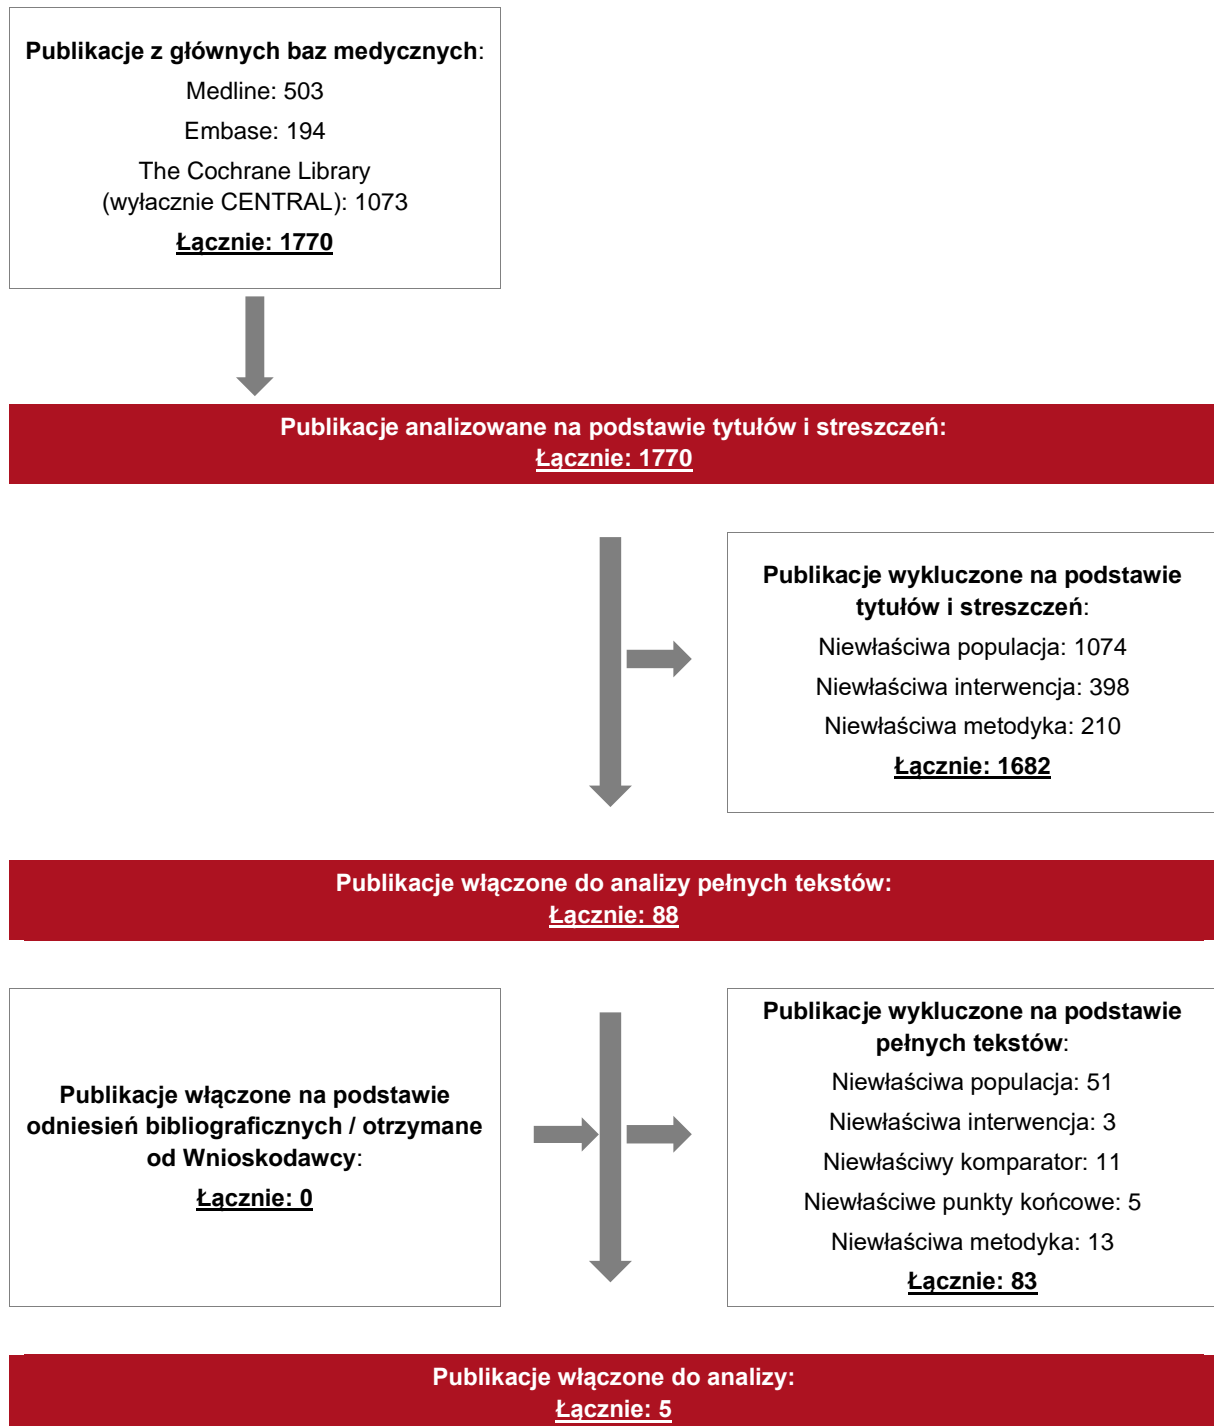 Publikacje z głównych baz medycznych:
Medline: 503
Embase: 194
The Cochrane Library
(wyłacznie CENTRAL): 1073
Łącznie: 1770
Publikacje analizowane na podstawie tytułów i streszczeń:
Łącznie: 1770
Publikacje wykluczone na podstawie
tytułów i streszczeń:
Niewłaściwa populacja: 1074
Niewłaściwa interwencja: 398
Niewłaściwa metodyka: 210
Łącznie: 1682
Publikacje włączone do analizy pełnych tekstów:
Łącznie: 88
Publikacje włączone na podstawie
odniesień bibliograficznych / otrzymane
od Wnioskodawcy:
Łącznie: 0
Publikacje wykluczone na podstawie
pełnych tekstów:
Niewłaściwa populacja: 51
Niewłaściwa interwencja: 3
Niewłaściwy komparator: 11
Niewłaściwe punkty końcowe: 5
Niewłaściwa metodyka: 13
Łącznie: 83
Publikacje włączone do analizy:
Łącznie: 5